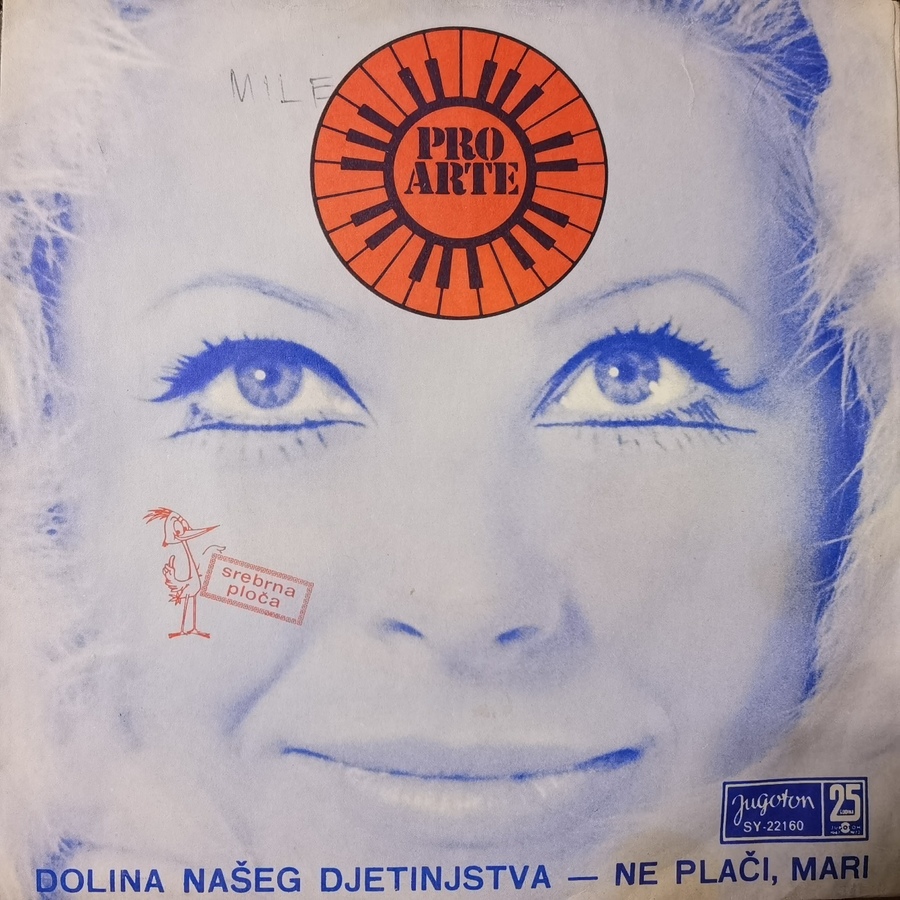 MILE
PRO
ARTE
srebrna
ploča
Jugoton
SY-22160
25
DOLINA NAŠEG DJETINJSTVA — NE PLAČI, MARI